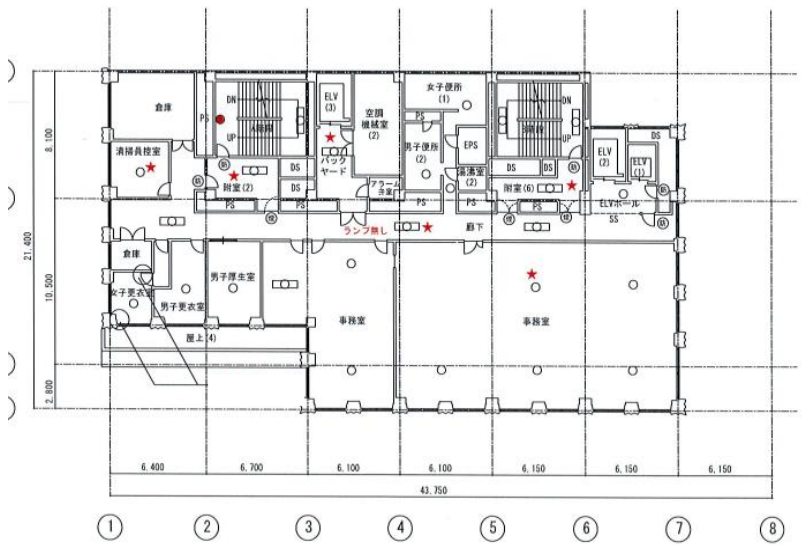 倉庫
PS
DN
A階段
UP
ELV
(3)
空調
機械室
(2)
女子便所
(1)
PS
男子便所
(2)
EPS
湯沸室
(2)
DN
UP
ELV
(2)
ELV
(1)
DS
清掃員控室
附室(2)
DS
DS
バック
ヤード
アラーム
弁室
DS
DS
附室(6)
ELVホール
SS
PS
PS
PS
PS
PS
ランプ無し
廊下
倉庫
女子更衣室
男子更衣室
男子厚生室
事務室
事務室
屋上(4)
8,100
21,400
10,500
2,800
6,400
6,700
6,100
6,100
6,150
6,150
6,150
43,750
1
2
3
4
5
6
7
8